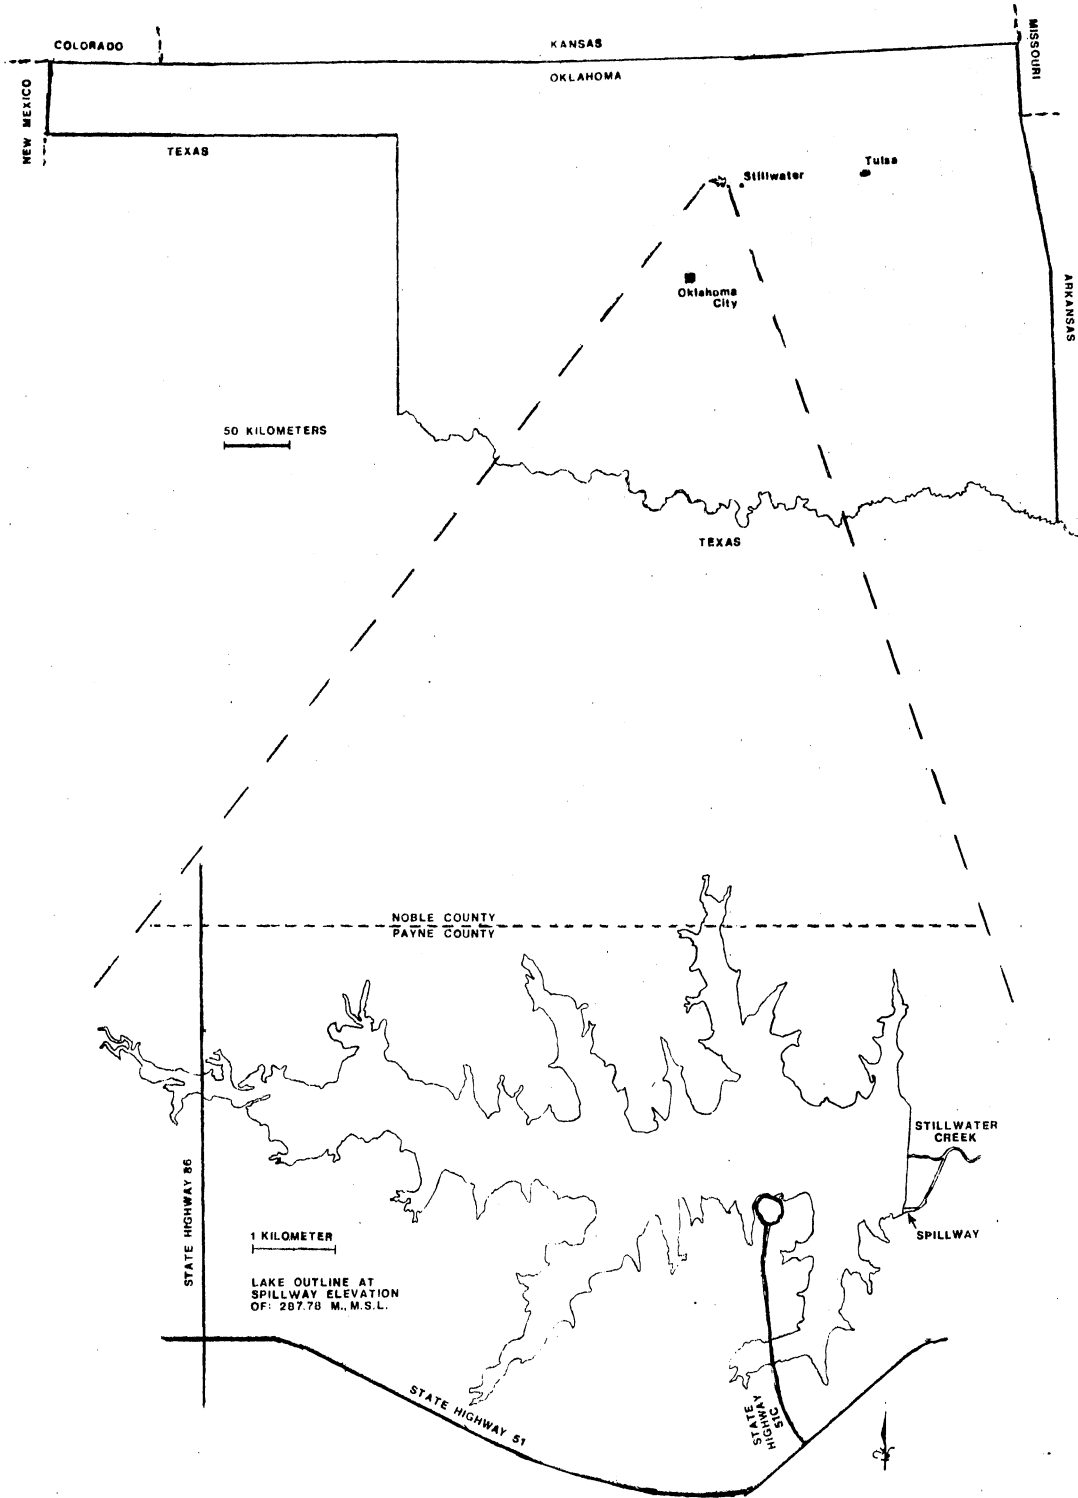 COLORADO
KANSAS
MISSOURI
OKLAHOMA
NEW MEXICO
TEXAS
Tulsa
Stillwater
Oklahoma
City
ARKANSAS
50 KILOMETERS
TEXAS
NOBLE COUNTY
PAYNE COUNTY
STILLWATER
CREEK
STATE HIGHWAY 86
1 KILOMETER
SPILLWAY
LAKE OUTLINE AT
SPILLWAY ELEVATION
OF: 287.78 M., M.S.L.
STATE HIGHWAY 51
STATE
HIGHWAY
51C